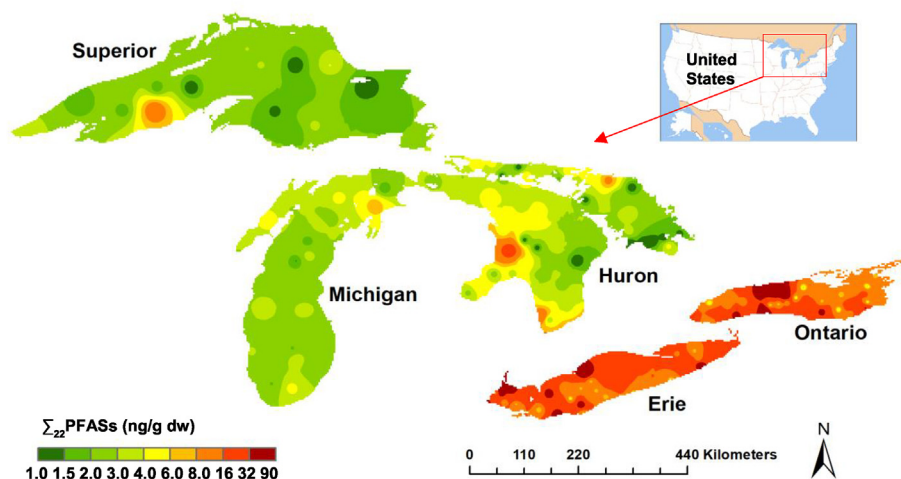 Superior
United
States
Huron
Michigan
Ontario
Erie
∑22PFASs (ng/g dw)
1.0 1.5 2.0 3.0 4.0 6.0 8.0 16 32 90
N
0 110 220 440 Kilometers